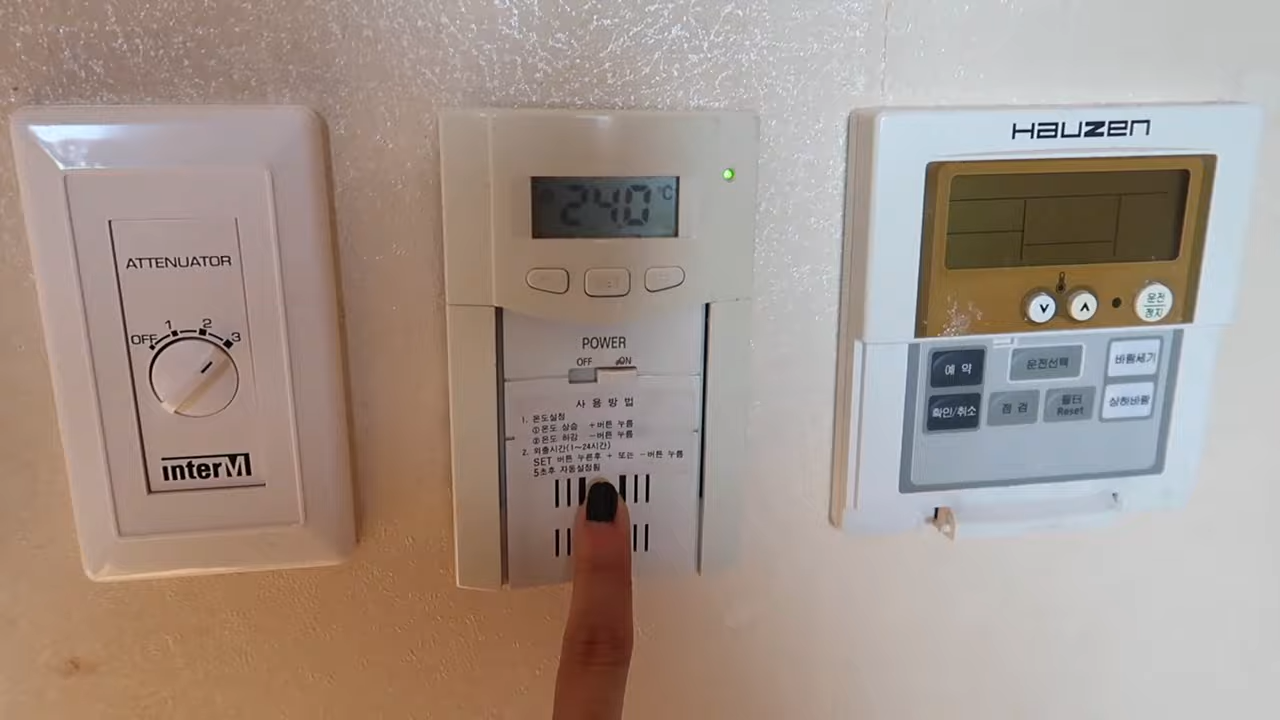 ATTENUATOR
OFF 1 2 3
interM
24.0 °C
POWER
OFF ON
사 용 방 법
1. 온도설정
①온도 상승 +버튼 누름
②온도 하강 -버튼 누름
2. 외출시간(1~24시간)
SET 버튼 누른후 + 또는 -버튼 누름
5초후 자동설정됨
HAUZEN
운전
정지
예 약
운전선택
바람세기
확인/취소
점 검
필터
Reset
상하바람